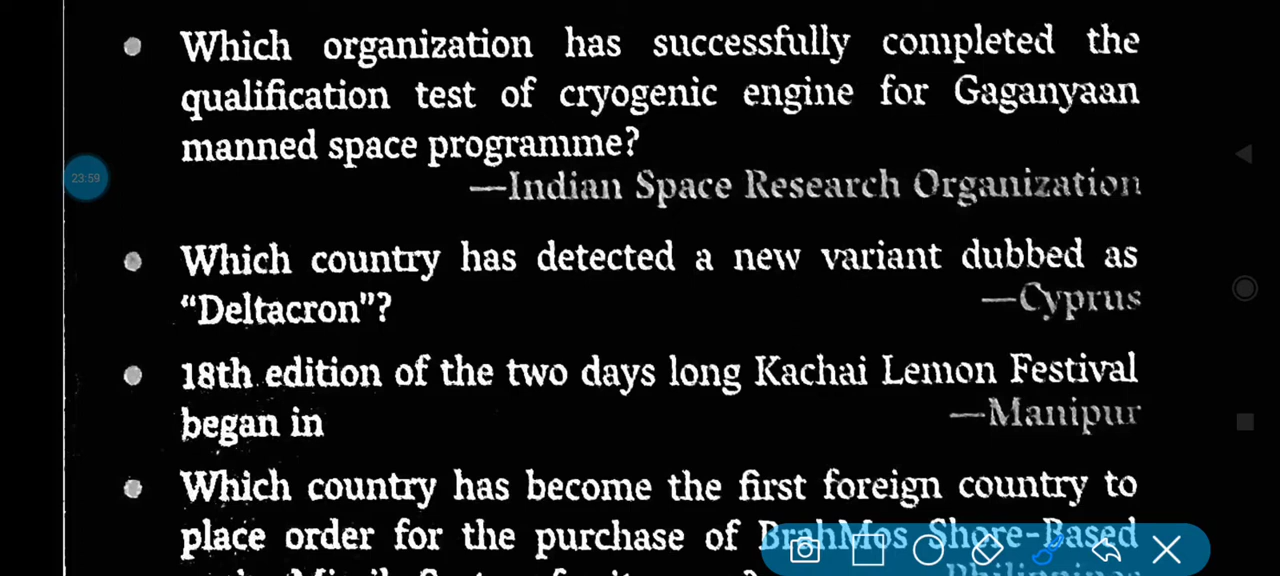 Which organization has successfully completed the
qualification test of cryogenic engine for Gaganyaan
manned space programme?
—Indian Space Research Organization
23:59
Which country has detected a new variant dubbed as
“Deltacron”?
—Cyprus
18th edition of the two days long Kachai Lemon Festival
began in
—Manipur
Which country has become the first foreign country to
place order for the purchase of BrahMos Shore-Based
Philippines